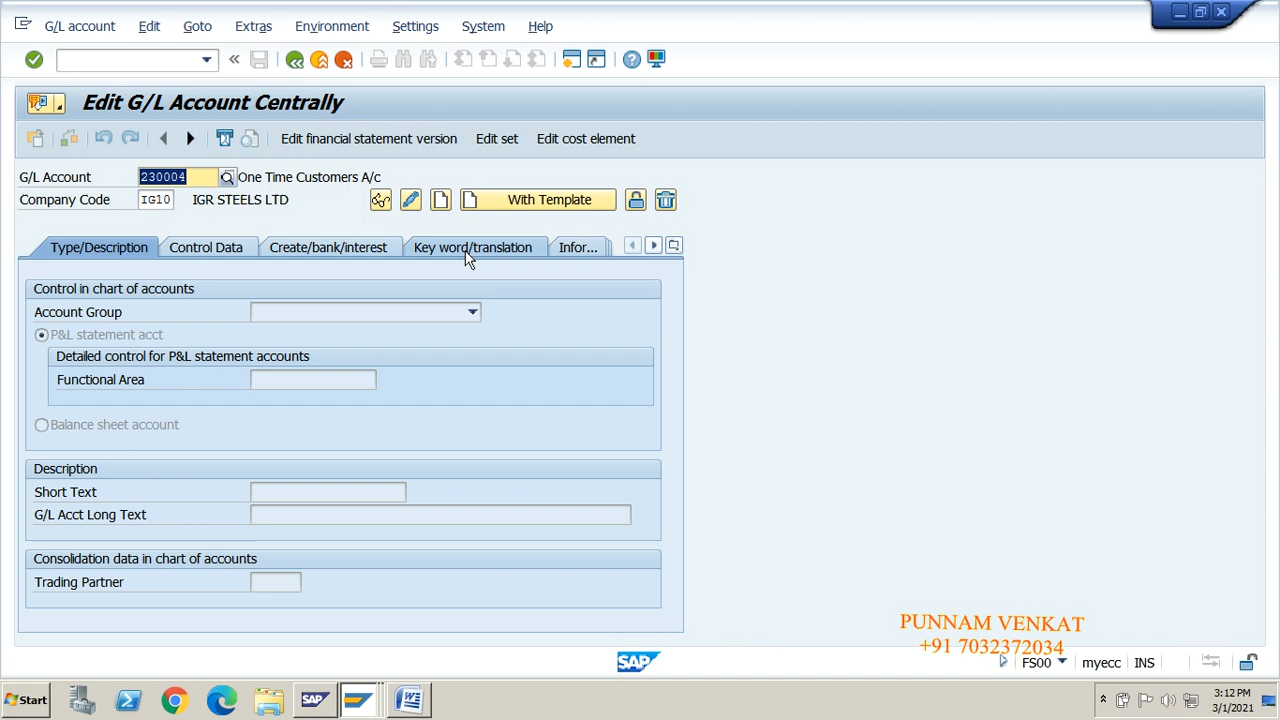 G/L account Edit Goto Extras Environment Settings System Help
Edit G/L Account Centrally
Edit financial statement version Edit set Edit cost element
G/L Account 230004 One Time Customers A/c
Company Code IG10 IGR STEELS LTD With Template
Type/Description Control Data Create/bank/interest Key word/translation Infor...
Control in chart of accounts
Account Group
P&L statement acct
Detailed control for P&L statement accounts
Functional Area
Balance sheet account
Description
Short Text
G/L Acct Long Text
Consolidation data in chart of accounts
Trading Partner
PUNNAM VENKAT
+91 7032372034
SAP FS00 myecc INS
Start SAP 3:12 PM
3/1/2021